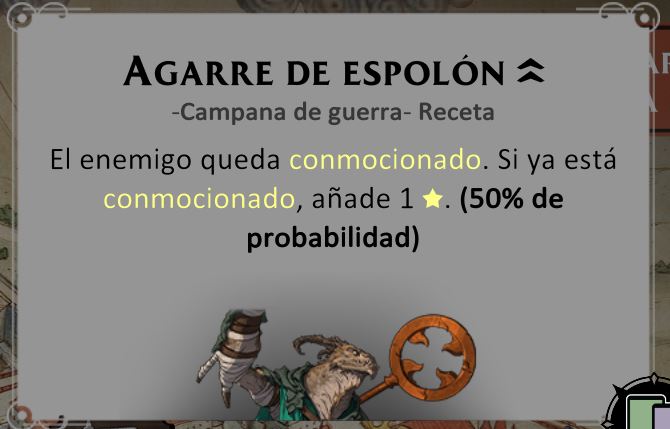 AGARRE DE ESPOLÓN
-Campana de guerra- Receta
El enemigo queda conmocionado. Si ya está
conmocionado, añade 1 ★. (50% de
probabilidad)